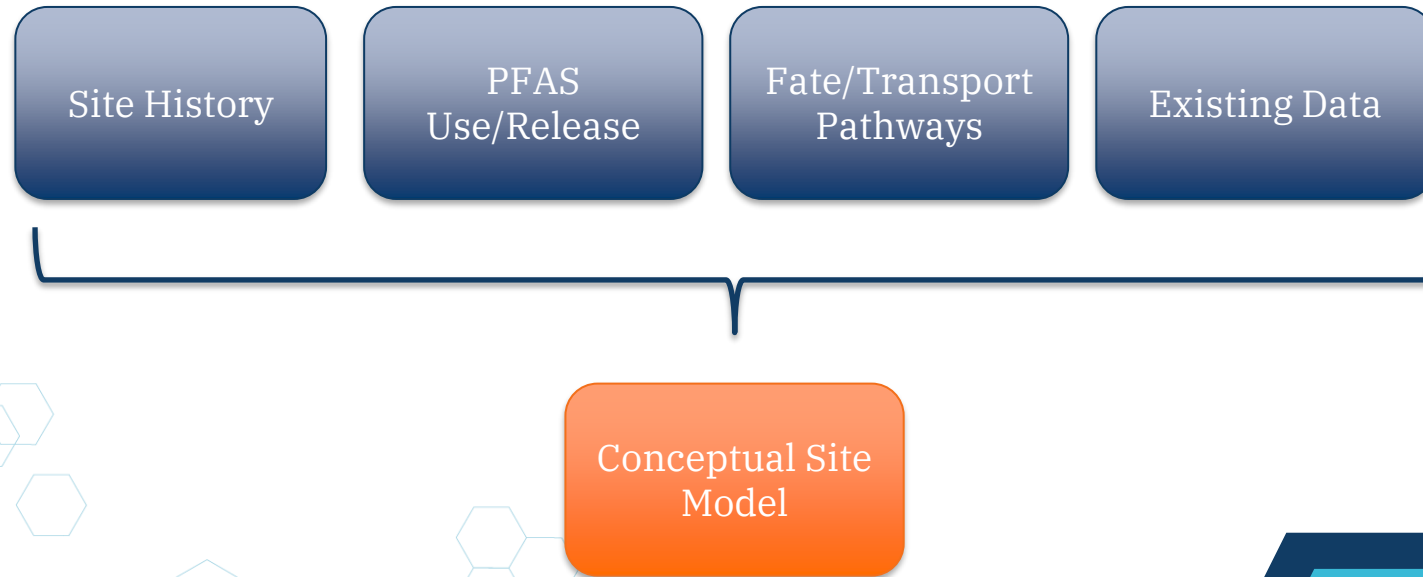 Site History
PFAS
Use/Release
Fate/Transport
Pathways
Existing Data
Conceptual Site
Model